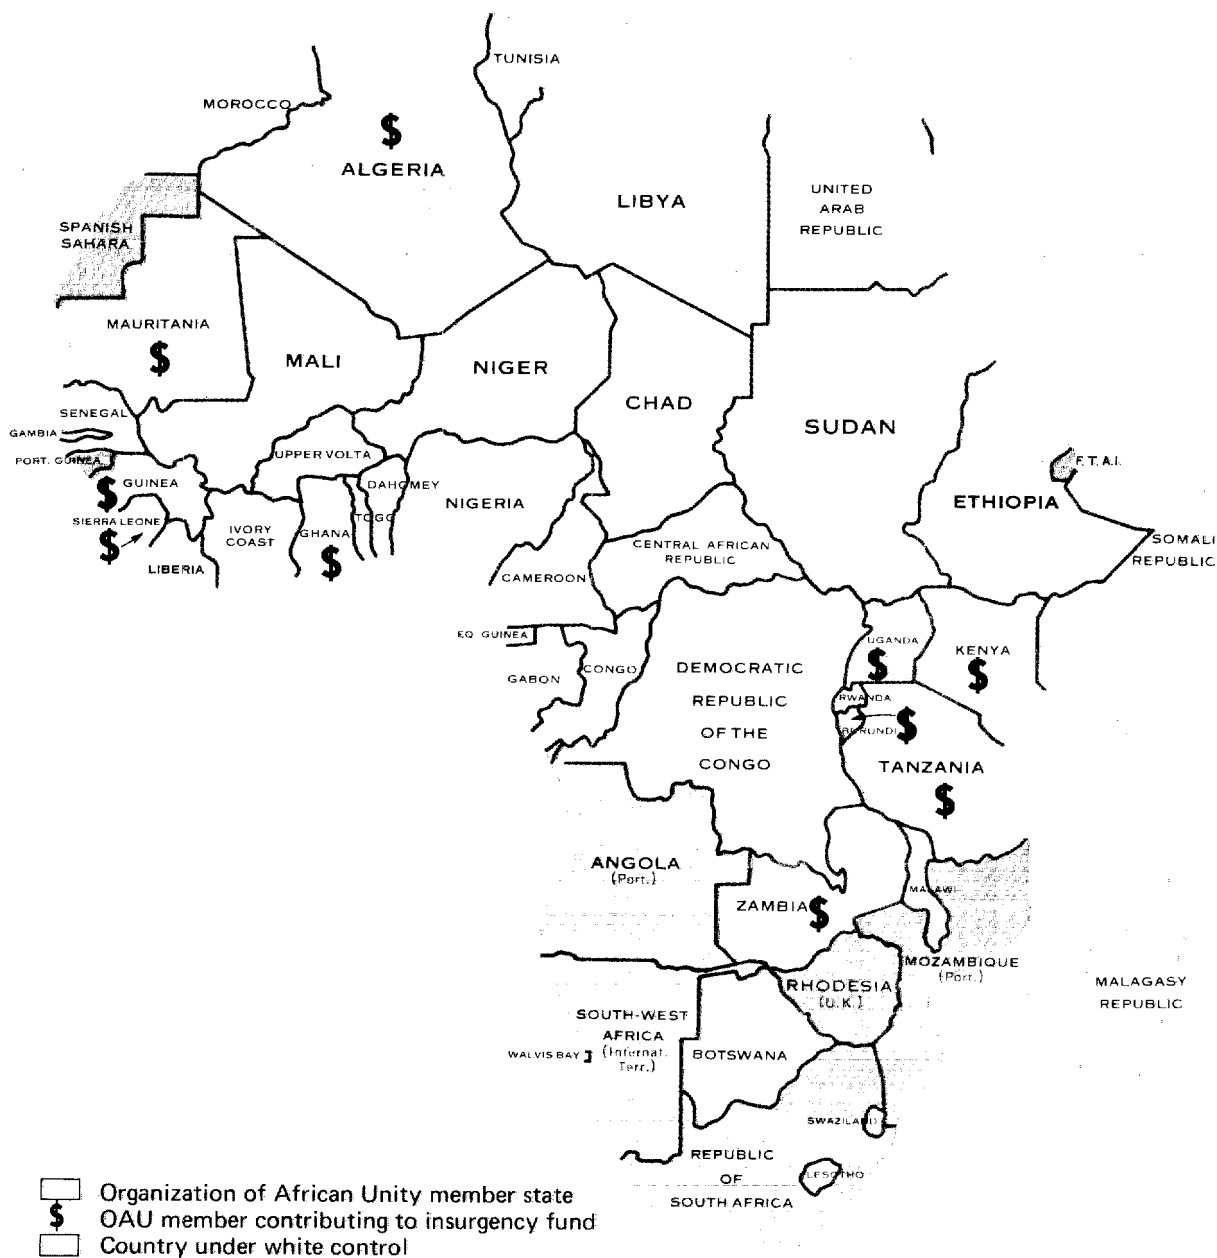 TUNISIA
MOROCCO
$
ALGERIA
LIBYA
UNITED
ARAB
REPUBLIC
SPANISH
SAHARA
MAURITANIA
$
MALI
NIGER
CHAD
SUDAN
SENEGAL
GAMBIA
PORT. GUINEA
UPPER VOLTA
F.T.A.I.
GUINEA
$
DAHOMEY
NIGERIA
ETHIOPIA
SIERRA LEONE
$
IVORY
COAST
GHANA
$
TOGO
LIBERIA
CENTRAL AFRICAN
REPUBLIC
SOMALI
REPUBLIC
CAMEROON
EQ. GUINEA
GABON
CONGO
DEMOCRATIC
REPUBLIC
OF THE
CONGO
UGANDA
$
KENYA
$
RWANDA
BURUNDI
$
TANZANIA
$
ANGOLA
(Port.)
ZAMBIA $
MALAWI
MOZAMBIQUE
(Port.)
MALAGASY
REPUBLIC
RHODESIA
(U.K.)
SOUTH-WEST
AFRICA
(Internat.
Terr.)
WALVIS BAY
BOTSWANA
SWAZILAND
REPUBLIC
OF
SOUTH AFRICA
LESOTHO
Organization of African Unity member state
$ OAU member contributing to insurgency fund
Country under white control